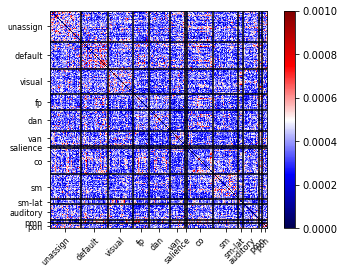 unassign
default
visual
fp
dan
van
salience
co
sm
sm-lat
auditory
pmn
pon
unassign
default
visual
fp
dan
van
salience
co
sm
sm-lat
auditory
pon
0.0010
0.0008
0.0006
0.0004
0.0002
0.0000